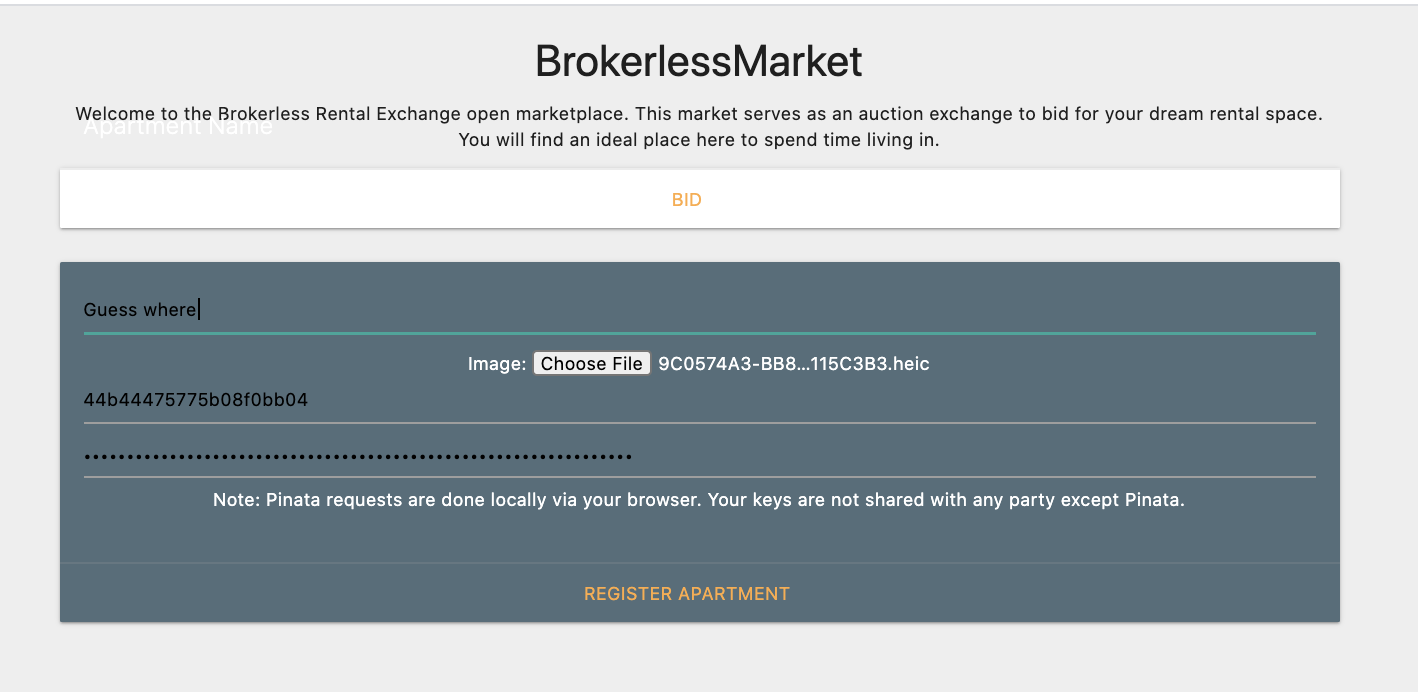 BrokerlessMarket
Welcome to the Brokerless Rental Exchange open marketplace. This market serves as an auction exchange to bid for your dream rental space.
Apartment Name
You will find an ideal place here to spend time living in.
BID
Guess where
Image: Choose File 9C0574A3-BB8...115C3B3.heic
44b44475775b08f0bb04
Note: Pinata requests are done locally via your browser. Your keys are not shared with any party except Pinata.
REGISTER APARTMENT